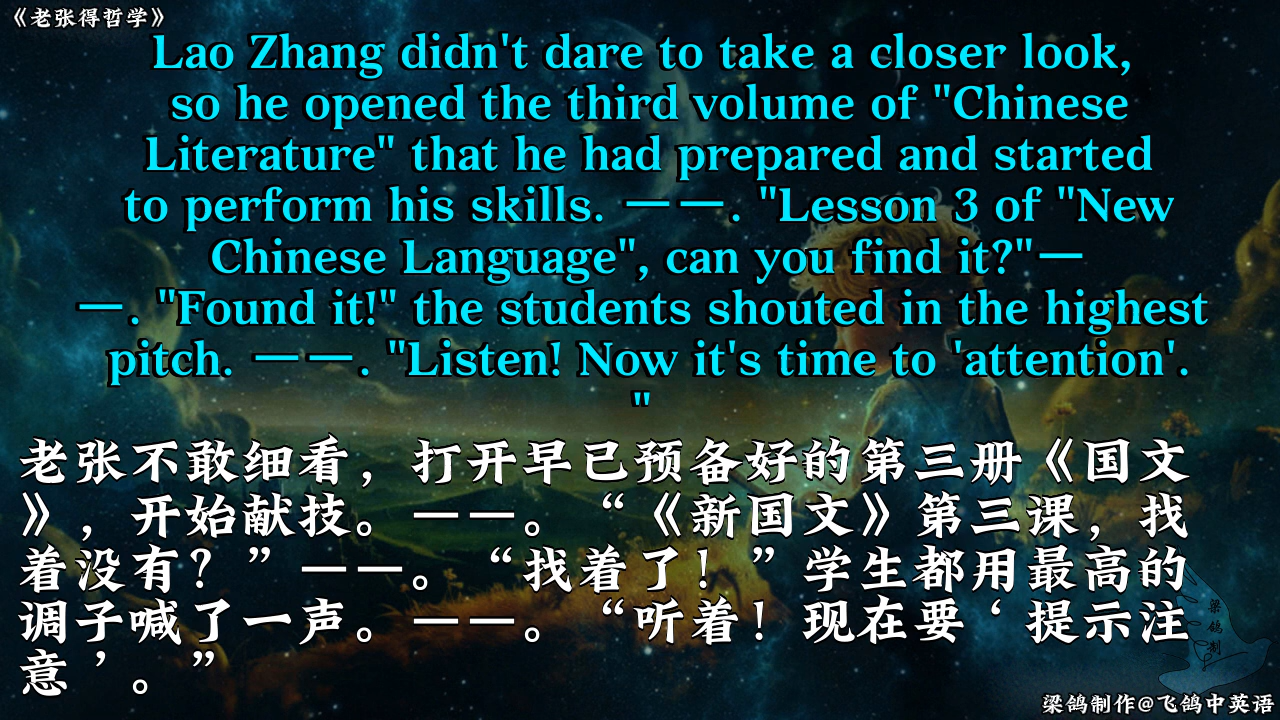 《老张得哲学》
Lao Zhang didn't dare to take a closer look,
so he opened the third volume of "Chinese
Literature" that he had prepared and started
to perform his skills. ——. "Lesson 3 of "New
Chinese Language", can you find it?"—
—. "Found it!" the students shouted in the highest
pitch. ——. "Listen! Now it's time to 'attention'.
"
老张不敢细看，打开早已预备好的第三册《国文
》，开始献技。——。“《新国文》第三课，找
着没有？”——。“找着了！”学生都用最高的
调子喊了一声。——。“听着！现在要‘提示注
意’。”
梁鸽制
梁鸽制作@飞鸽中英语